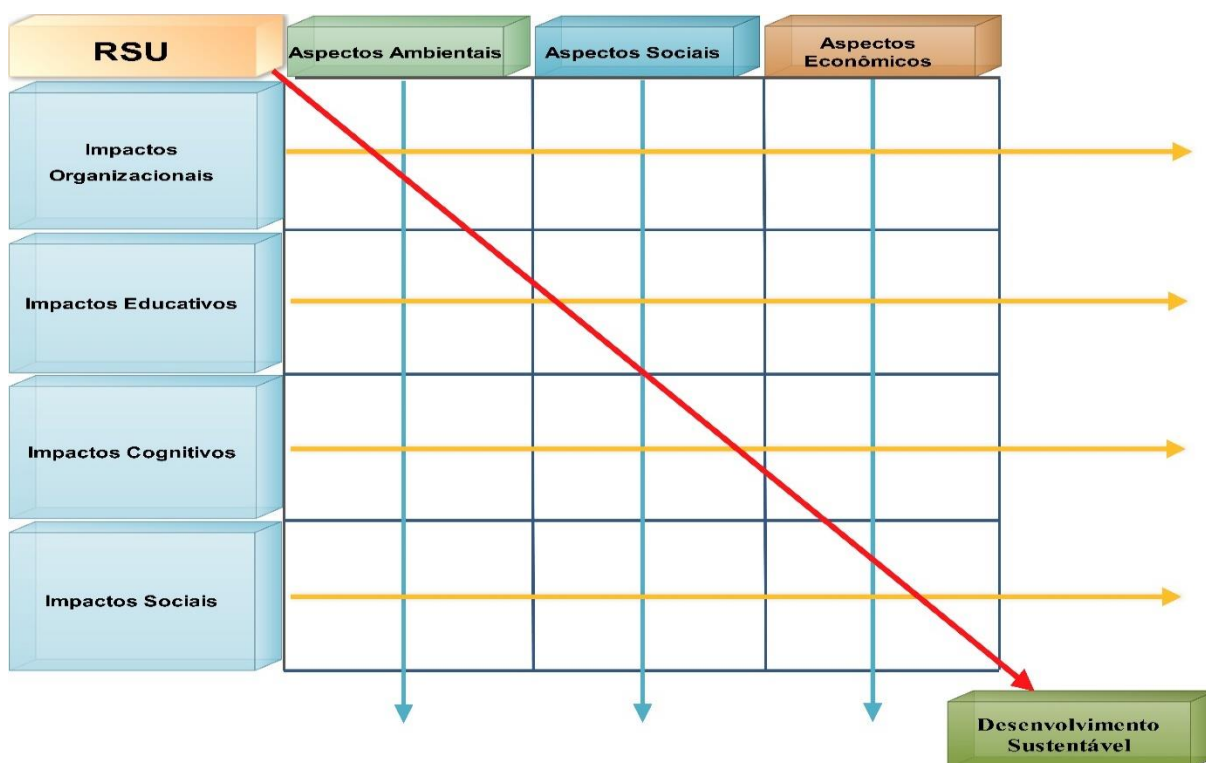 RSU
Aspectos Ambientais
Aspectos Sociais
Aspectos
Econômicos
Impactos
Organizacionais
Impactos Educativos
Impactos Cognitivos
Impactos Sociais
Desenvolvimento
Sustentável